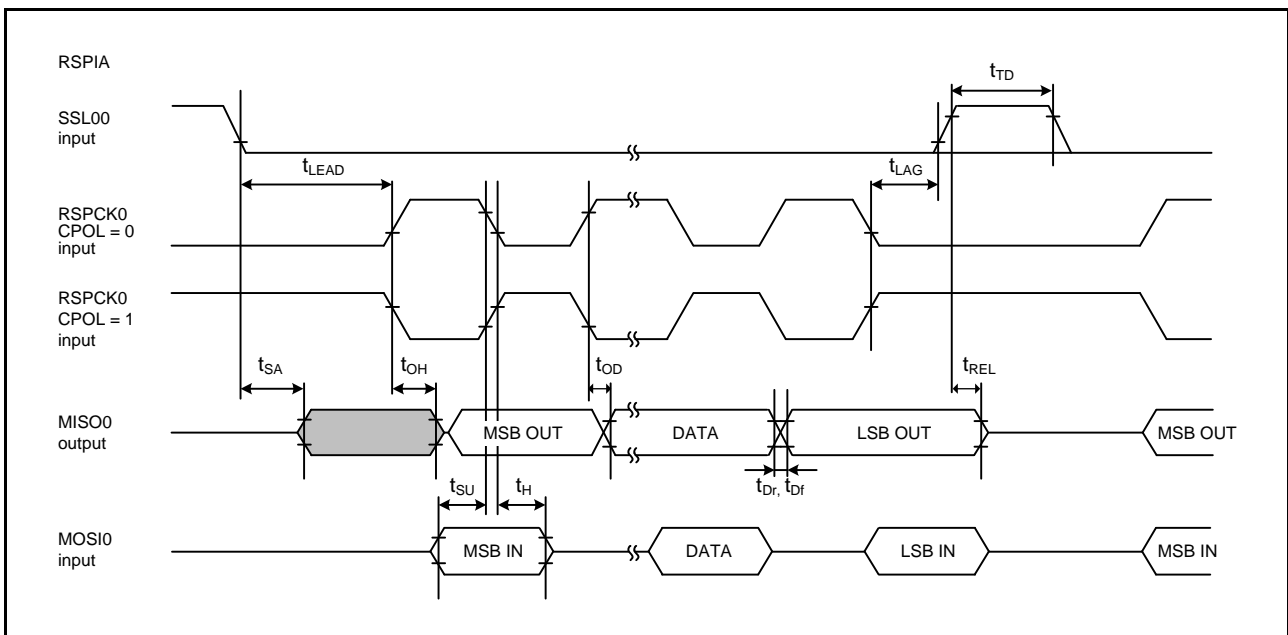 RSPIA
SSL00
input
tTD
tLEAD
tLAG
RSPCK0
CPOL = 0
input
RSPCK0
CPOL = 1
input
tSA
tOH
tOD
tREL
MISO0
output
MSB OUT
DATA
LSB OUT
MSB OUT
tSU
tH
tDr, tDf
MOSI0
input
MSB IN
DATA
LSB IN
MSB IN